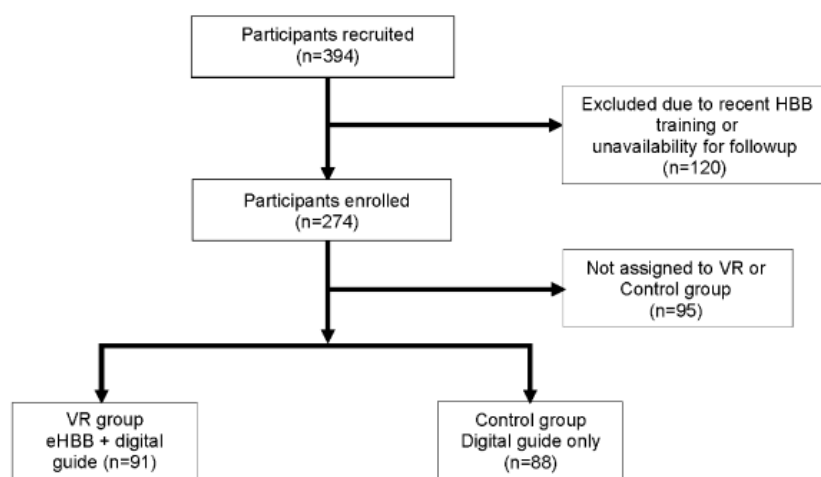 Participants recruited
(n=394)
Excluded due to recent HBB
training or
unavailability for followup
(n=120)
Participants enrolled
(n=274)
Not assigned to VR or
Control group
(n=95)
VR group
eHBB + digital
guide (n=91)
Control group
Digital guide only
(n=88)